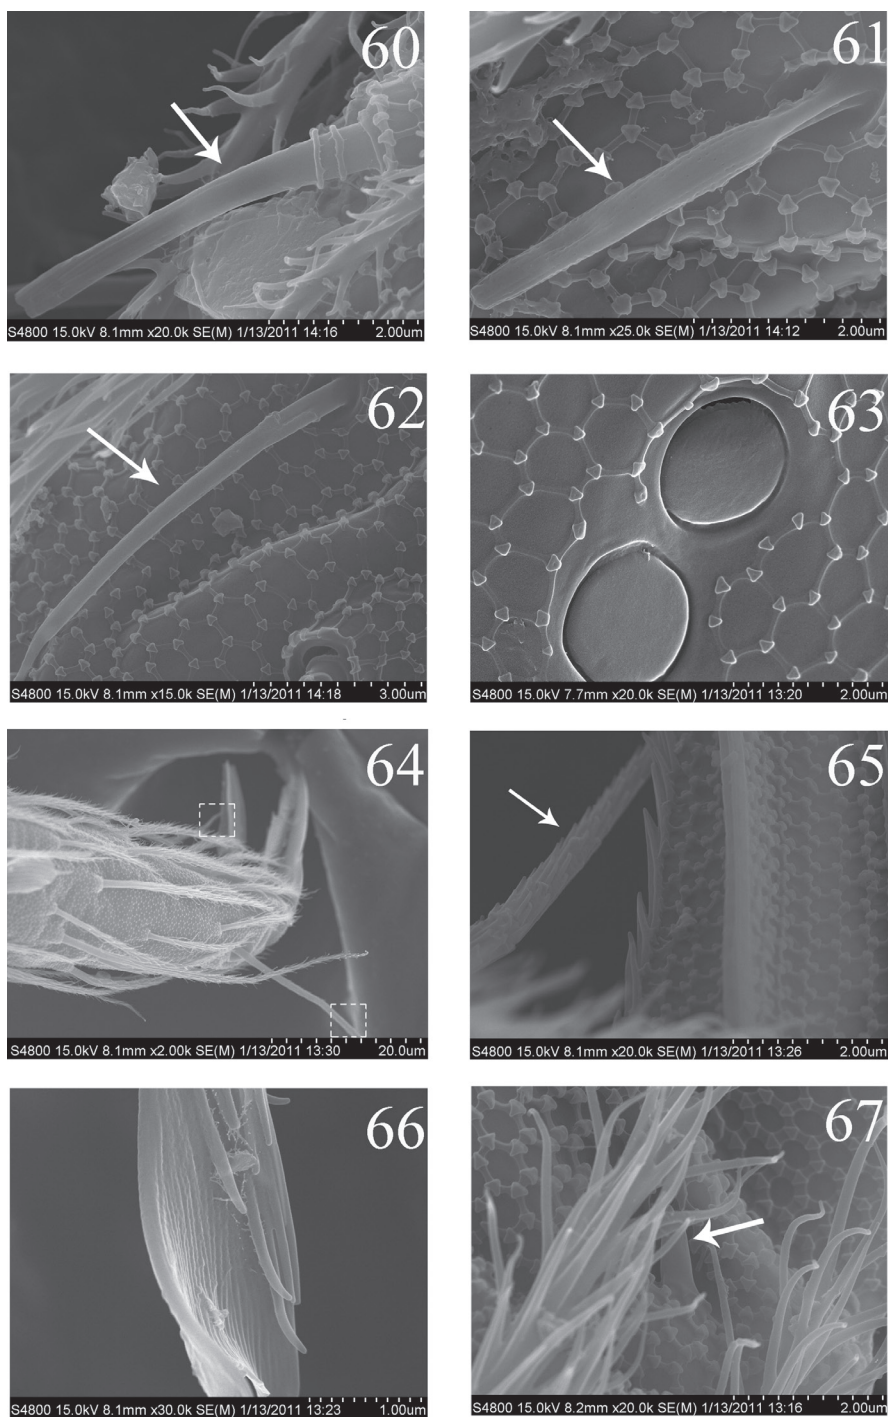 60
S4800 15.0kV 8.1mm x20.0k SE(M) 1/13/2011 14:16 2.00um
61
S4800 15.0kV 8.1mm x25.0k SE(M) 1/13/2011 14:12 2.00um
62
S4800 15.0kV 8.1mm x15.0k SE(M) 1/13/2011 14:18 3.00um
63
S4800 15.0kV 7.7mm x20.0k SE(M) 1/13/2011 13:20 2.00um
64
S4800 15.0kV 8.1mm x2.00k SE(M) 1/13/2011 13:30 20.0um
65
S4800 15.0kV 8.1mm x20.0k SE(M) 1/13/2011 13:26 2.00um
66
S4800 15.0kV 8.1mm x30.0k SE(M) 1/13/2011 13:23 1.00um
67
S4800 15.0kV 8.2mm x20.0k SE(M) 1/13/2011 13:16 2.00um